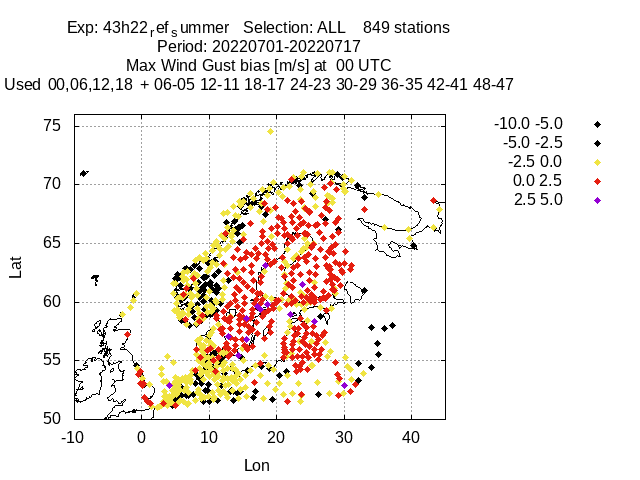 Exp: 43h22refsummer Selection: ALL 849 stations
Period: 20220701-20220717
Max Wind Gust bias [m/s] at 00 UTC
Used 00,06,12,18 + 06-05 12-11 18-17 24-23 30-29 36-35 42-41 48-47
75
70
65
60
55
50
-10 0 10 20 30 40
Lat
Lon
-10.0 -5.0
-5.0 -2.5
-2.5 0.0
0.0 2.5
2.5 5.0